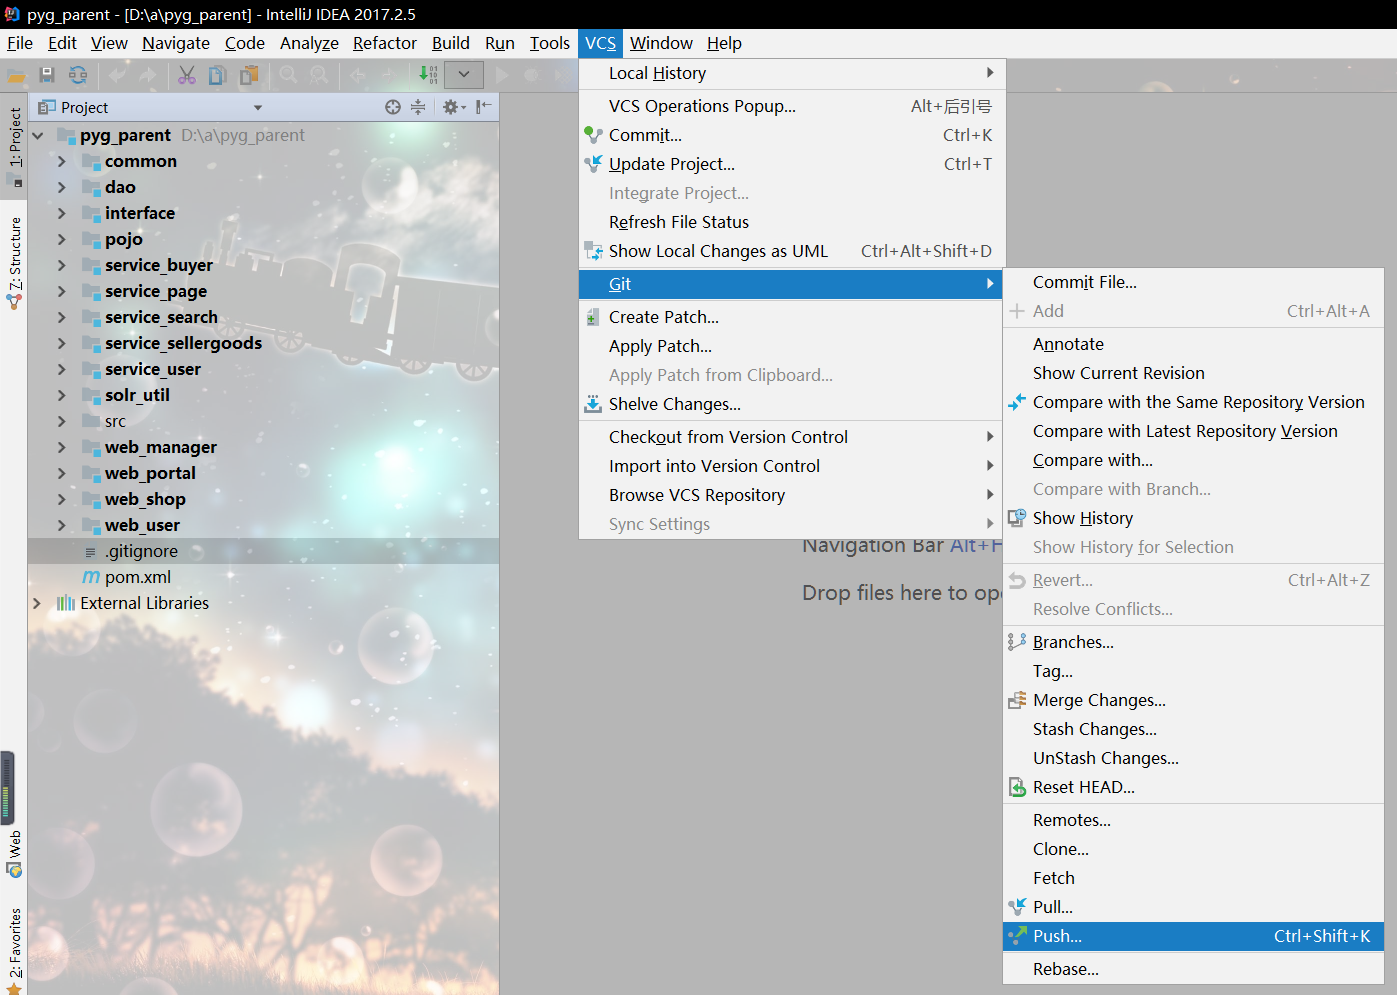 pyg_parent - [D:\a\pyg_parent] - IntelliJ IDEA 2017.2.5
File Edit View Navigate Code Analyze Refactor Build Run Tools VCS Window Help
Project
1: Project
7: Structure
Web
2: Favorites
pyg_parent D:\a\pyg_parent
common
dao
interface
pojo
service_buyer
service_page
service_search
service_sellergoods
service_user
solr_util
src
web_manager
web_portal
web_shop
web_user
.gitignore
pom.xml
External Libraries
Local History
VCS Operations Popup... Alt+后引号
Commit... Ctrl+K
Update Project... Ctrl+T
Integrate Project...
Refresh File Status
Show Local Changes as UML Ctrl+Alt+Shift+D
Git
Create Patch...
Apply Patch...
Apply Patch from Clipboard...
Shelve Changes...
Checkout from Version Control
Import into Version Control
Browse VCS Repository
Sync Settings
Navigation Bar Alt+
Drop files here to
Commit File...
Add Ctrl+Alt+A
Annotate
Show Current Revision
Compare with the Same Repository Version
Compare with Latest Repository Version
Compare with...
Compare with Branch...
Show History
Show History for Selection
Revert... Ctrl+Alt+Z
Resolve Conflicts...
Branches...
Tag...
Merge Changes...
Stash Changes...
UnStash Changes...
Reset HEAD...
Remotes...
Clone...
Fetch
Pull...
Push... Ctrl+Shift+K
Rebase...